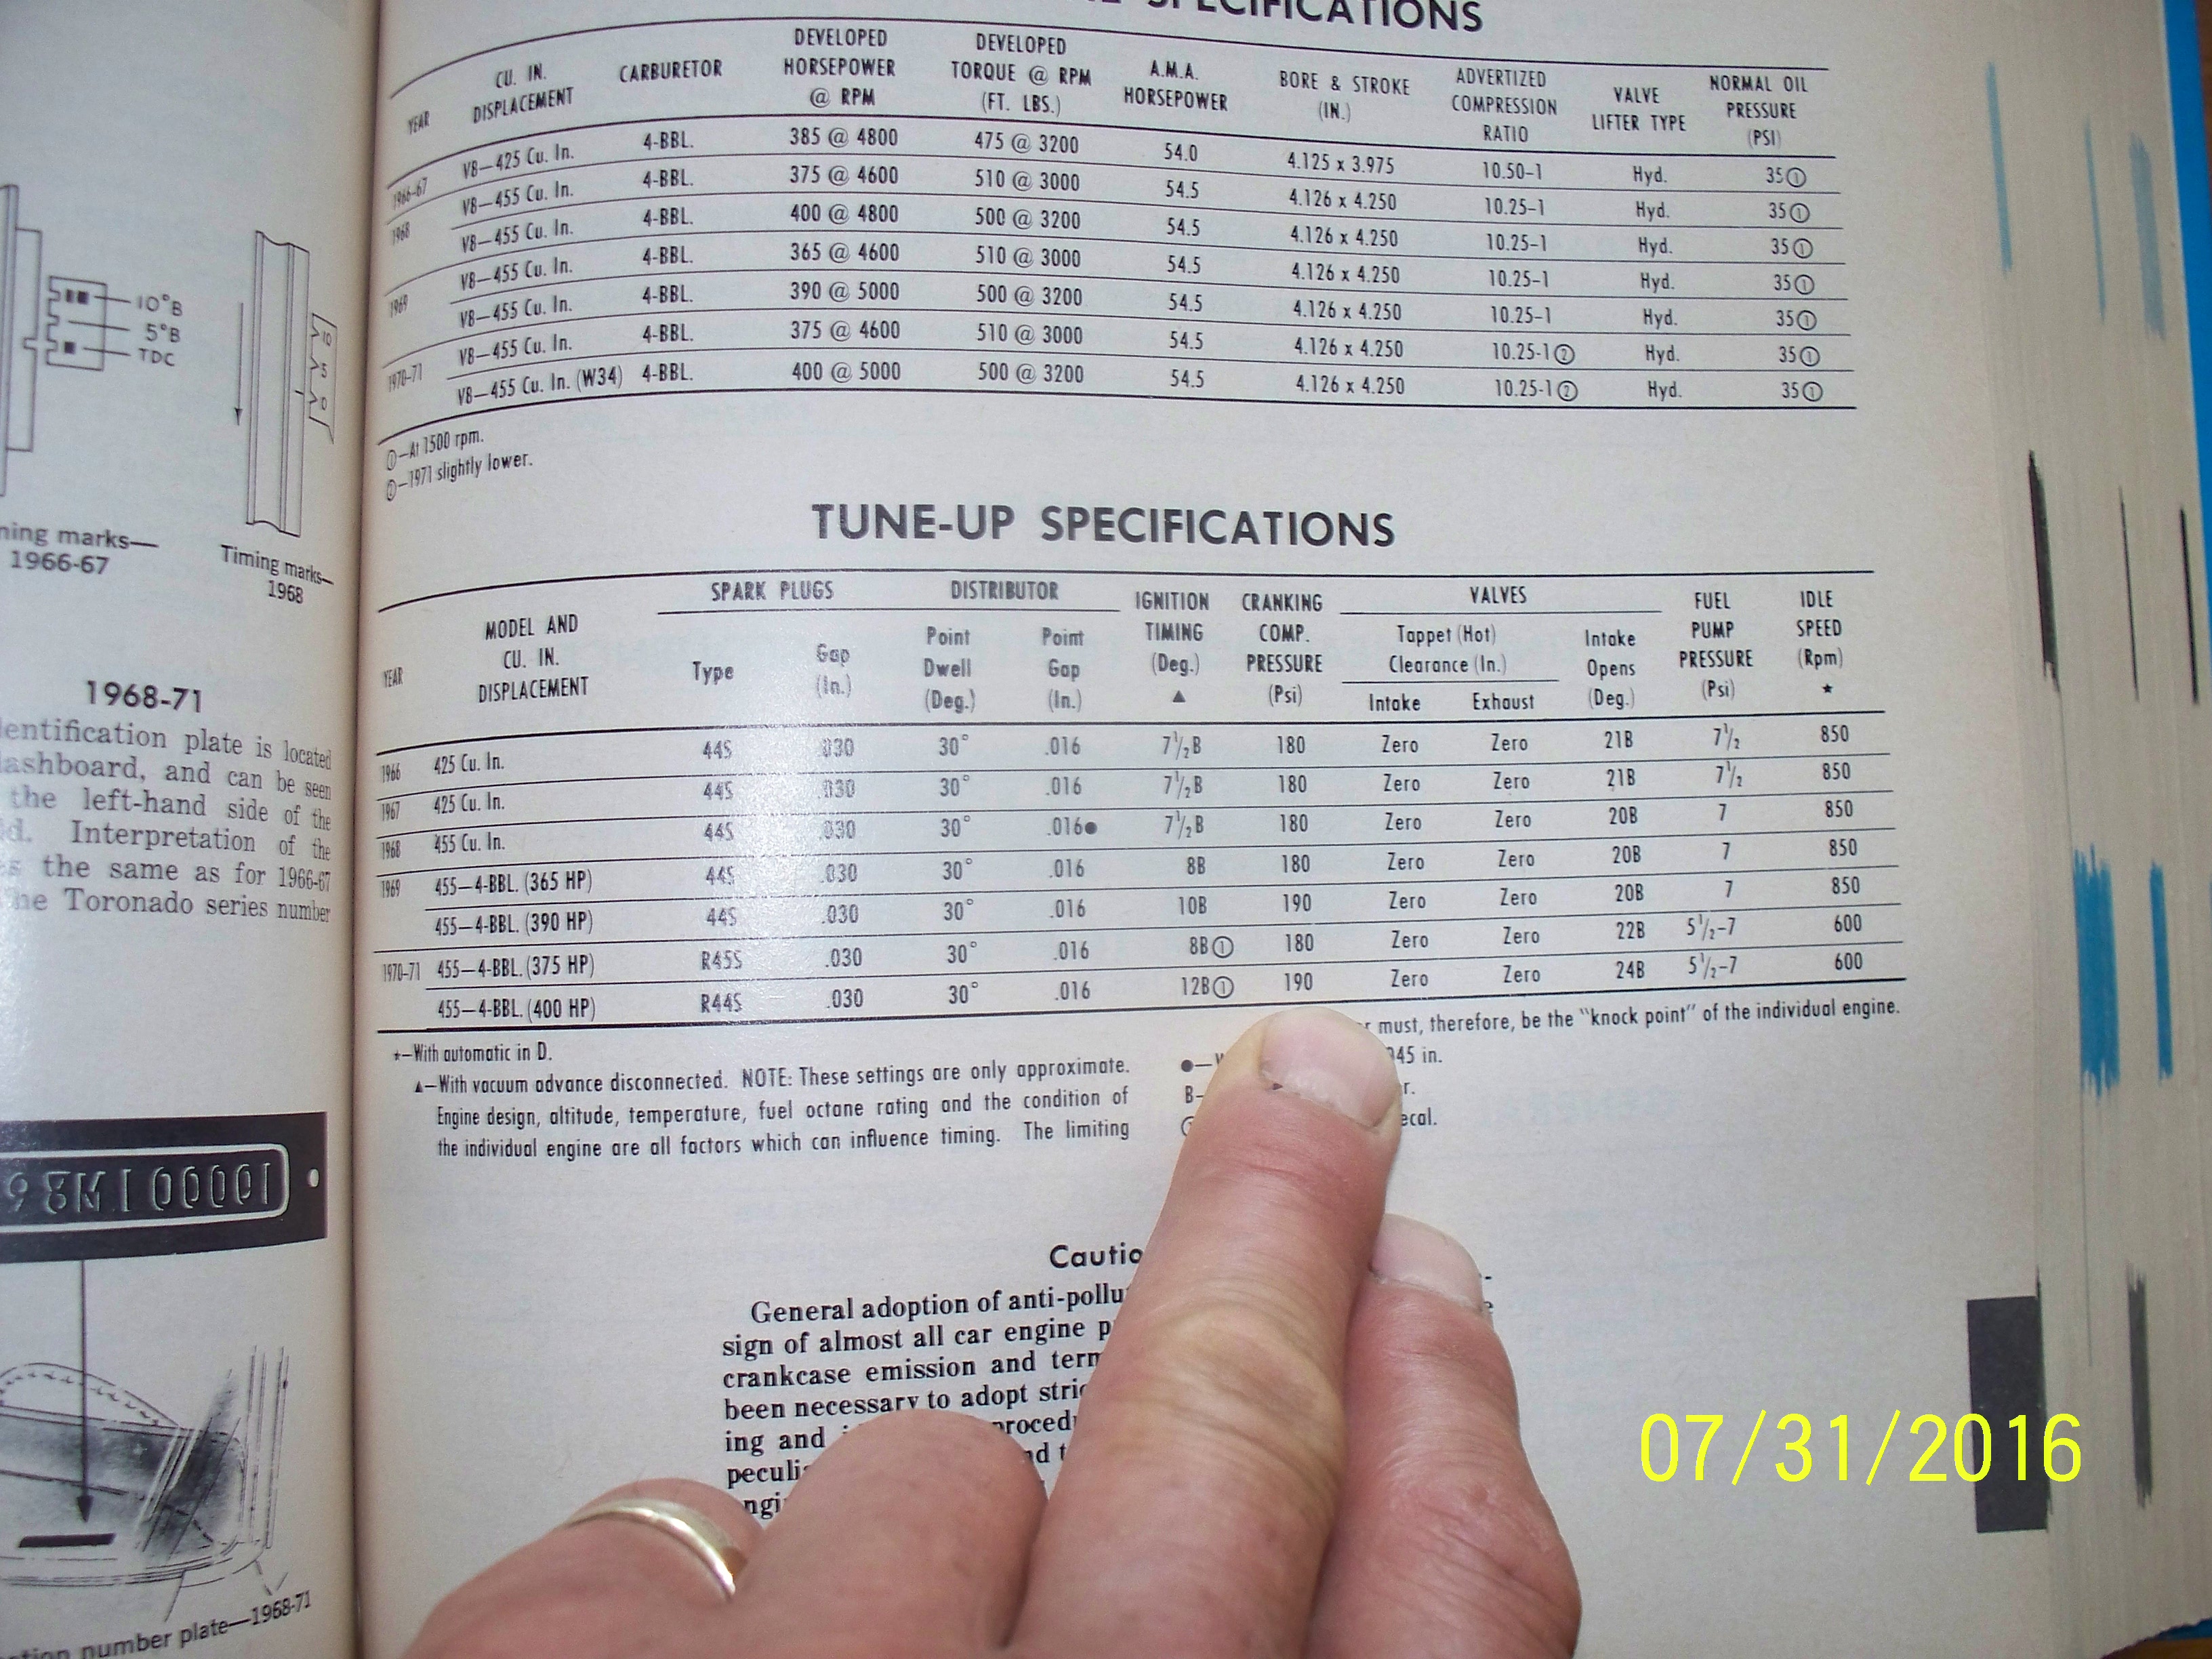 SPECIFICATIONS
YEAR CU. IN. DISPLACEMENT CARBURETOR DEVELOPED HORSEPOWER @ RPM DEVELOPED TORQUE @ RPM (FT. LBS.) A.M.A. HORSEPOWER BORE & STROKE (IN.) ADVERTIZED COMPRESSION RATIO VALVE LIFTER TYPE NORMAL OIL PRESSURE (PSI)
1966-67 V8—425 Cu. In. 4-BBL. 385 @ 4800 475 @ 3200 54.0 4.125 x 3.975 10.50-1 Hyd. 35①
1968 V8—455 Cu. In. 4-BBL. 375 @ 4600 510 @ 3000 54.5 4.126 x 4.250 10.25-1 Hyd. 35①
V8—455 Cu. In. 4-BBL. 400 @ 4800 500 @ 3200 54.5 4.126 x 4.250 10.25-1 Hyd. 35①
1969 V8—455 Cu. In. 4-BBL. 365 @ 4600 510 @ 3000 54.5 4.126 x 4.250 10.25-1 Hyd. 35①
V8—455 Cu. In. 4-BBL. 390 @ 5000 500 @ 3200 54.5 4.126 x 4.250 10.25-1 Hyd. 35①
1970-71 V8—455 Cu. In. 4-BBL. 375 @ 4600 510 @ 3000 54.5 4.126 x 4.250 10.25-1② Hyd. 35①
V8—455 Cu. In. (W34) 4-BBL. 400 @ 5000 500 @ 3200 54.5 4.126 x 4.250 10.25-1② Hyd. 35①
①—At 1500 rpm.
②—1971 slightly lower.
TUNE-UP SPECIFICATIONS
YEAR MODEL AND CU. IN. DISPLACEMENT SPARK PLUGS Type Gap (In.) DISTRIBUTOR Point Dwell (Deg.) Point Gap (In.) IGNITION TIMING (Deg.) ▲ CRANKING COMP. PRESSURE (Psi) VALVES Tappet (Hot) Clearance (In.) Intake Exhaust Intake Opens (Deg.) FUEL PUMP PRESSURE (Psi) IDLE SPEED (Rpm) ★
1966 425 Cu. In. 44S .030 30° .016 7½B 180 Zero Zero 21B 7½ 850
1967 425 Cu. In. 44S .030 30° .016 7½B 180 Zero Zero 21B 7½ 850
1968 455 Cu. In. 44S .030 30° .016● 7½B 180 Zero Zero 20B 7 850
1969 455—4-BBL. (365 HP) 44S .030 30° .016 8B 180 Zero Zero 20B 7 850
455—4-BBL. (390 HP) 44S .030 30° .016 10B 190 Zero Zero 20B 7 850
1970-71 455—4-BBL. (375 HP) R45S .030 30° .016 8B① 180 Zero Zero 22B 5½-7 600
455—4-BBL. (400 HP) R44S .030 30° .016 12B① 190 Zero Zero 24B 5½-7 600
★—With automatic in D.
▲—With vacuum advance disconnected. NOTE: These settings are only approximate.
Engine design, altitude, temperature, fuel octane rating and the condition of
the individual engine are all factors which can influence timing. The limiting
must, therefore, be the "knock point" of the individual engine.
●— in.
B—
Cautio
General adoption of anti-pollu
sign of almost all car engine p
crankcase emission and term
been necessary to adopt stric
ing and proced
peculi
10°B
5°B
TDC
10
5
0
marks—
1966-67
Timing marks—
1968
1968-71
identification plate is located
dashboard, and can be seen
the left-hand side of the
Interpretation of the
the same as for 1966-67
Toronado series number
number plate—1968-71
07/31/2016